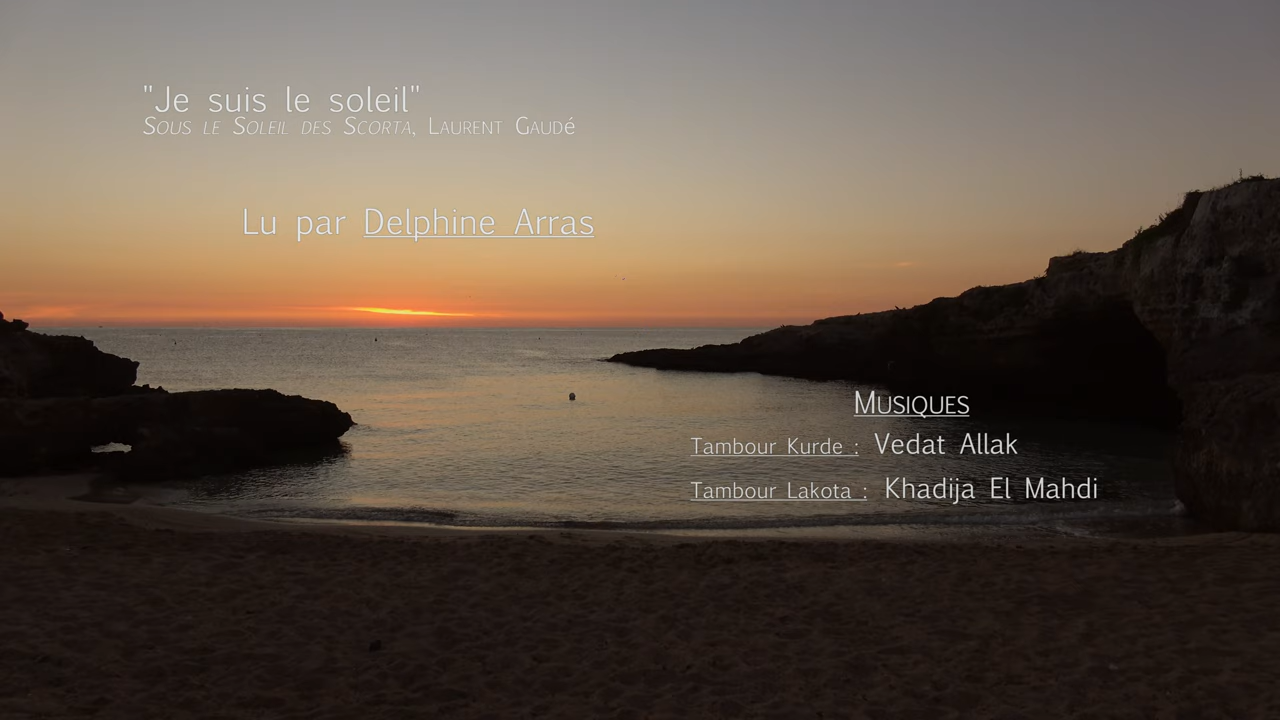 "Je suis le soleil"
Sous le Soleil des Scorta, Laurent Gaudé
Lu par Delphine Arras
Musiques
Tambour Kurde : Vedat Allak
Tambour Lakota : Khadija El Mahdi